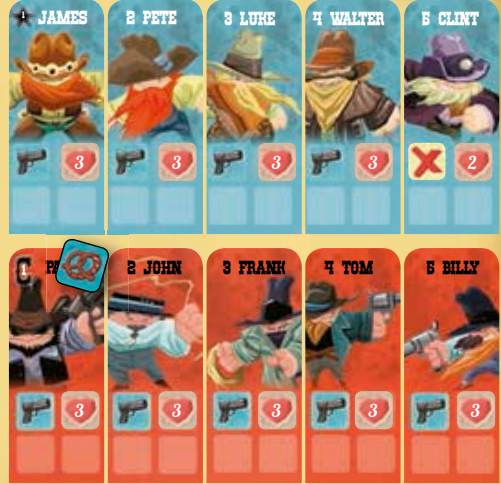 1 JAMES
2 PETE
3 LUKE
4 WALTER
5 CLINT
3
3
3
3
2
1
2 JOHN
3 FRANK
4 TOM
5 BILLY
3
3
3
3
3